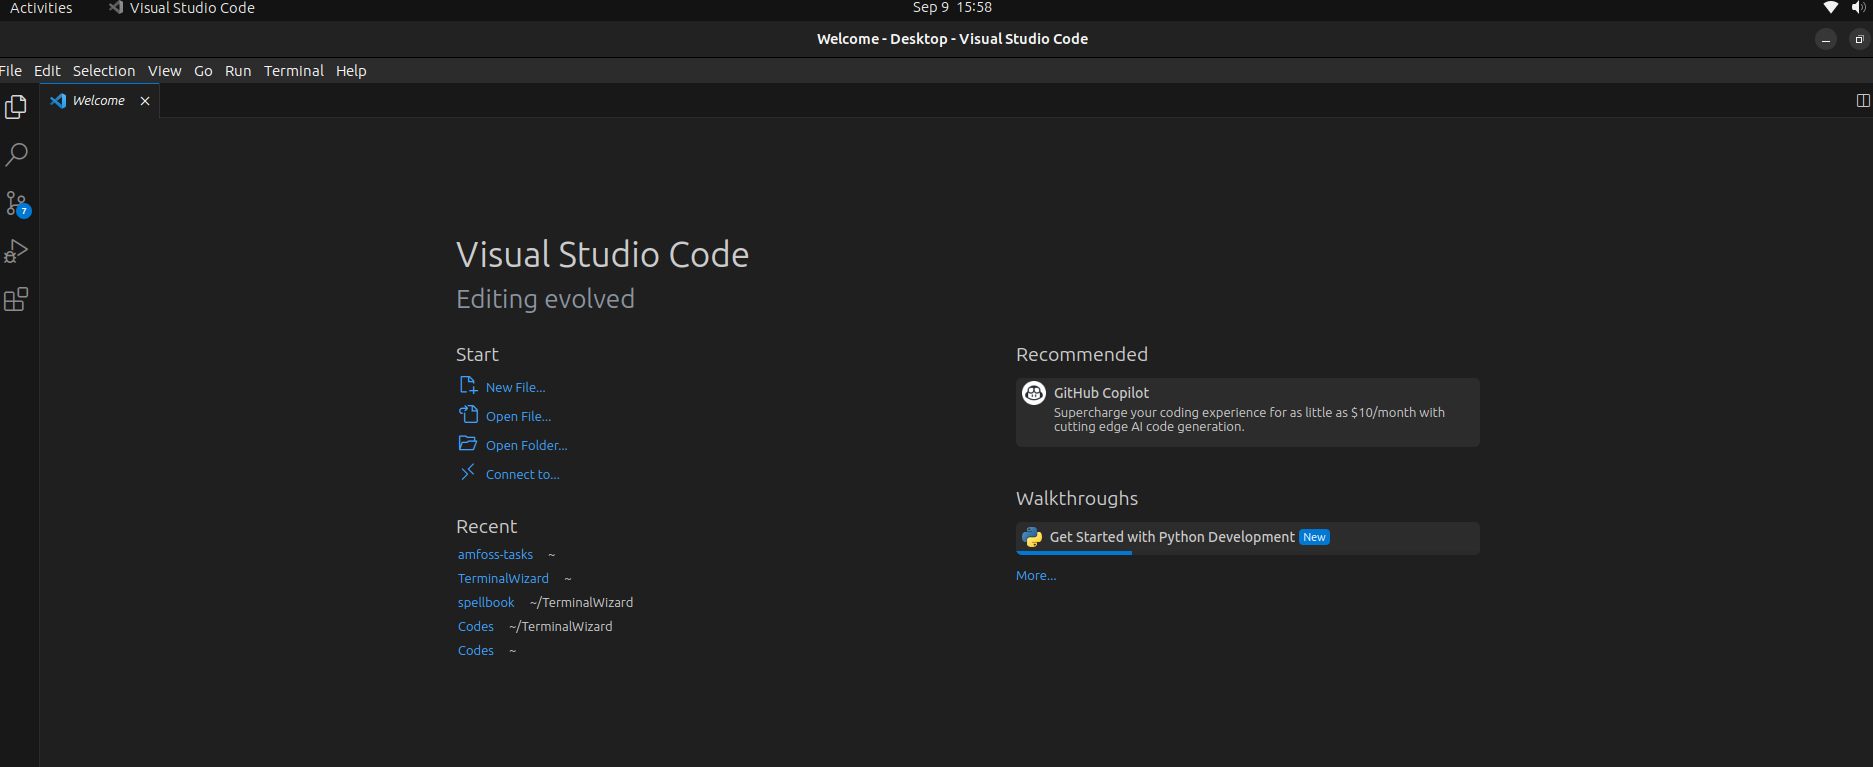 Activities Visual Studio Code Sep 9 15:58
Welcome - Desktop - Visual Studio Code
File Edit Selection View Go Run Terminal Help
Welcome
7
Visual Studio Code
Editing evolved
Start
New File...
Open File...
Open Folder...
Connect to...
Recent
amfoss-tasks ~
TerminalWizard ~
spellbook ~/TerminalWizard
Codes ~/TerminalWizard
Codes ~
Recommended
GitHub Copilot
Supercharge your coding experience for as little as $10/month with
cutting edge AI code generation.
Walkthroughs
Get Started with Python Development New
More...